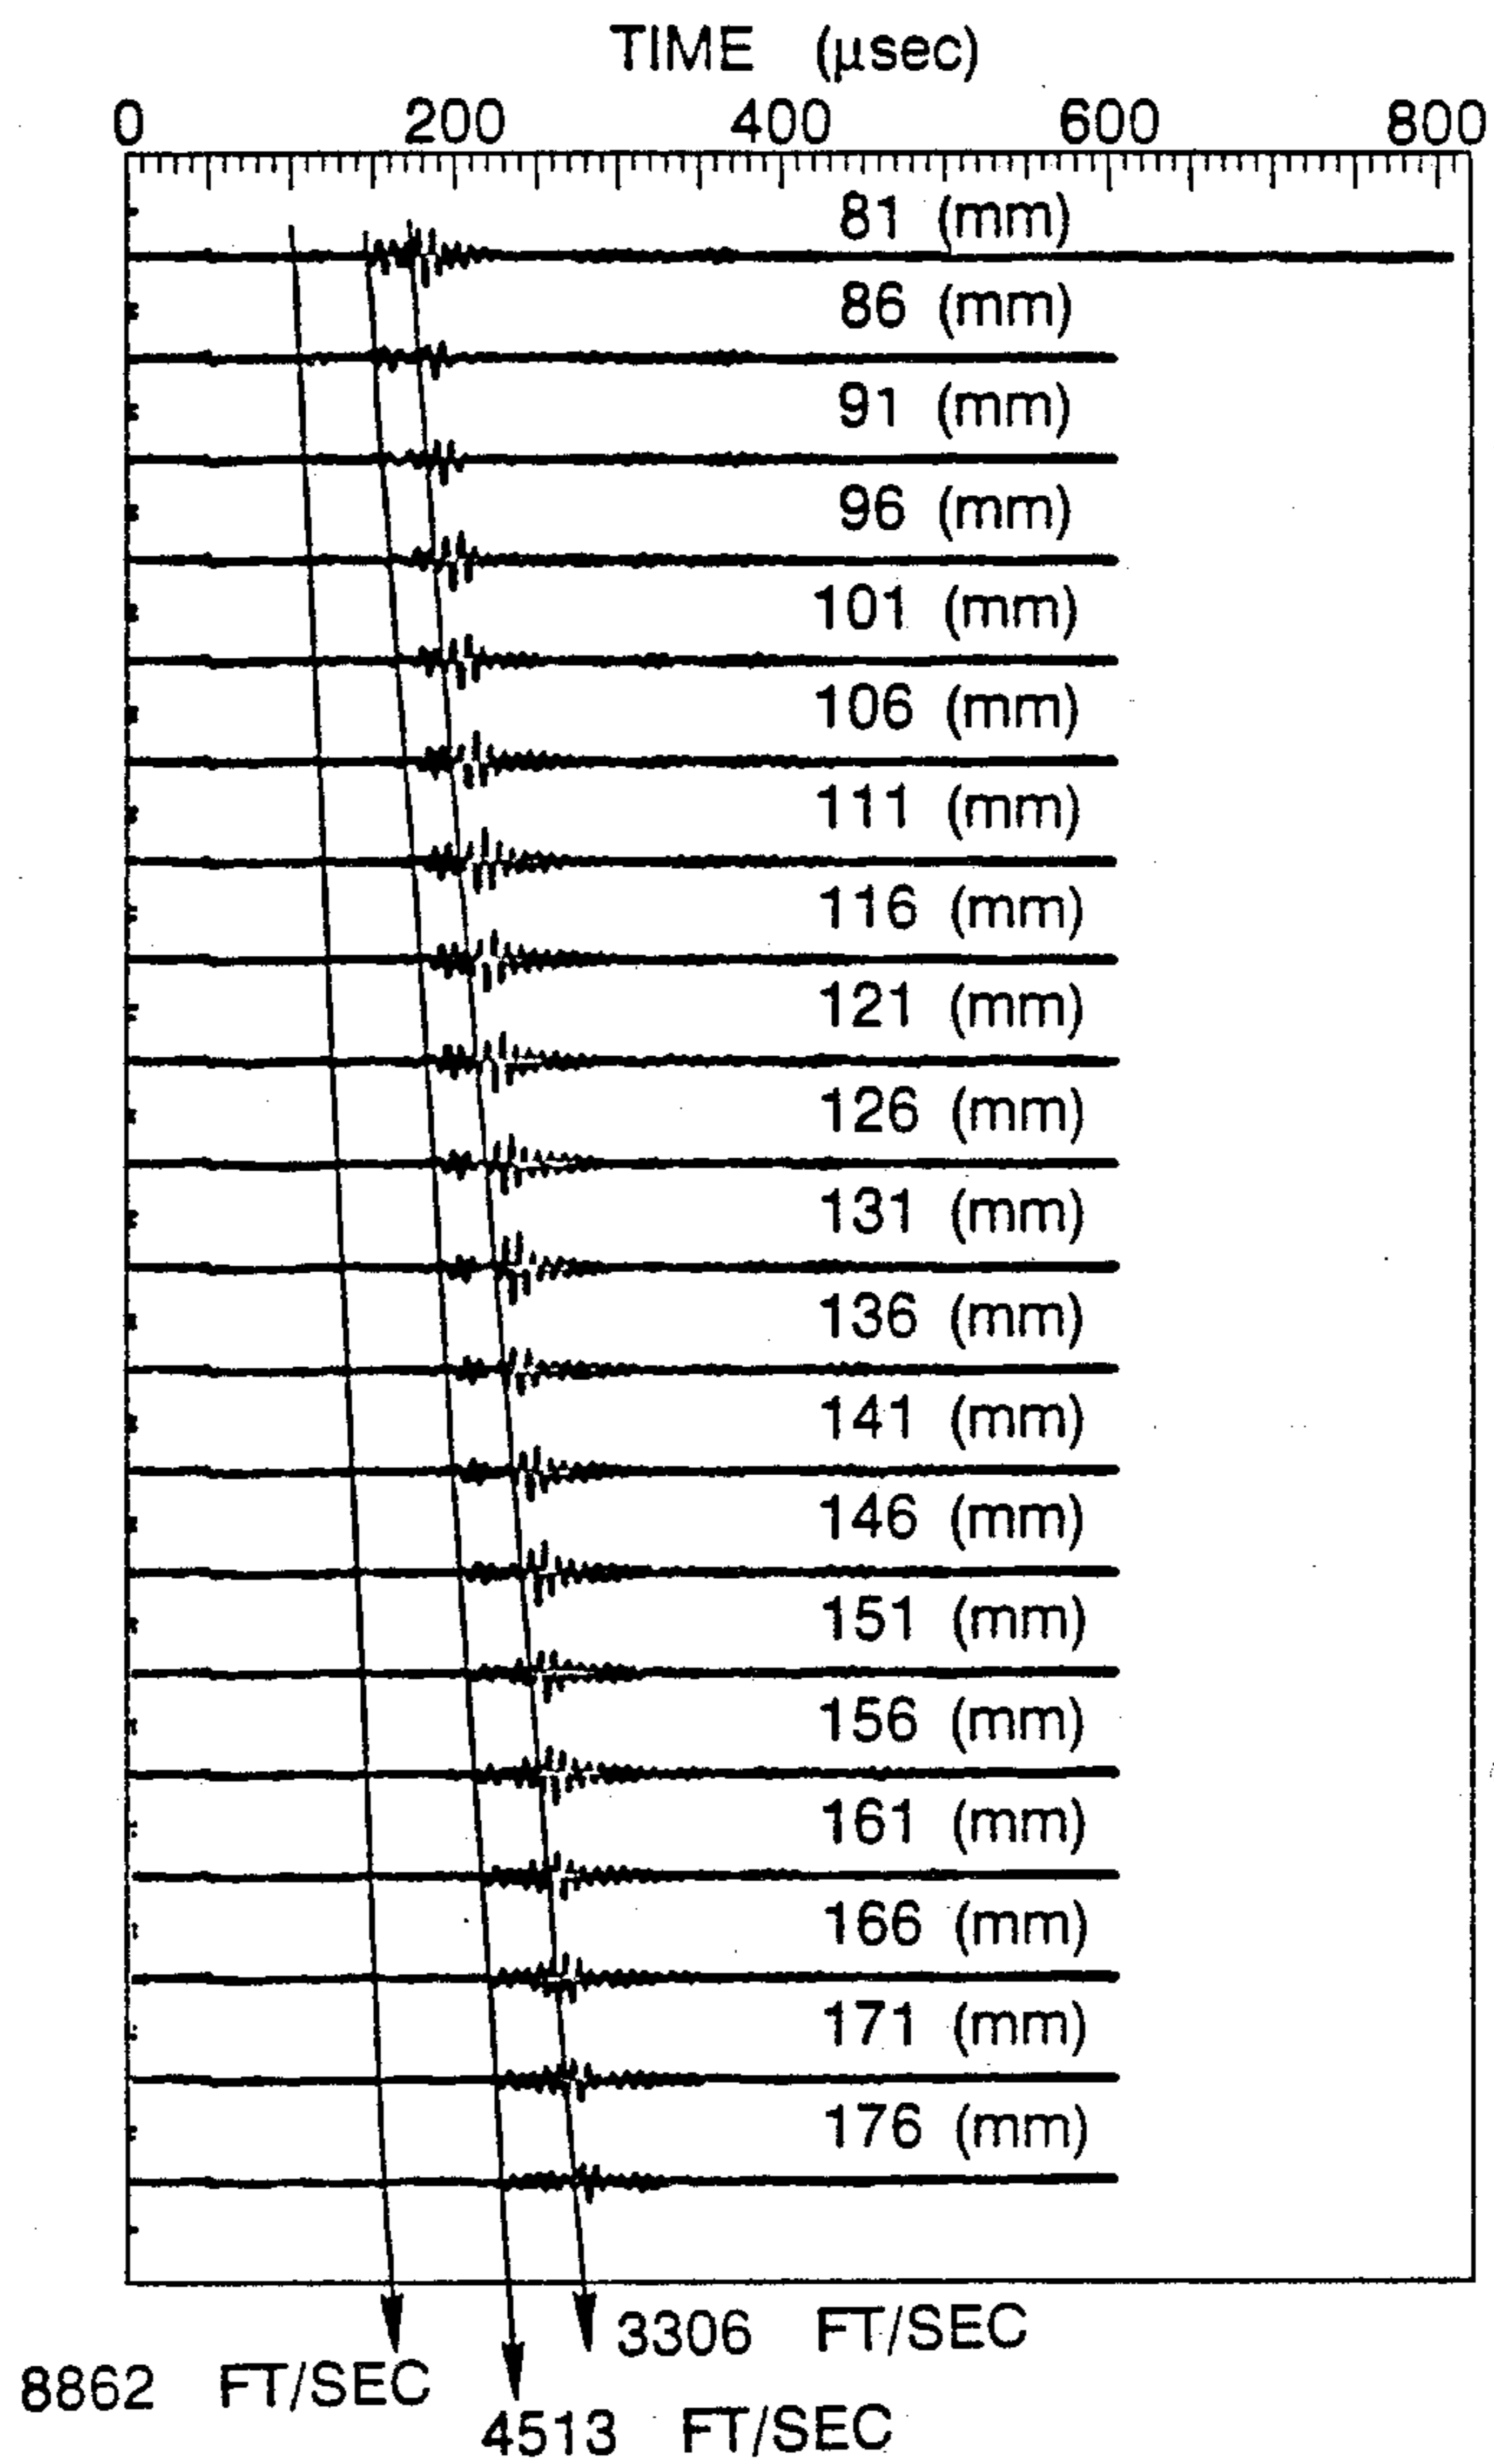 TIME (μsec)
0 200 400 600 800
81 (mm)
86 (mm)
91 (mm)
96 (mm)
101 (mm)
106 (mm)
111 (mm)
116 (mm)
121 (mm)
126 (mm)
131 (mm)
136 (mm)
141 (mm)
146 (mm)
151 (mm)
156 (mm)
161 (mm)
166 (mm)
171 (mm)
176 (mm)
3306 FT/SEC
8862 FT/SEC
4513 FT/SEC